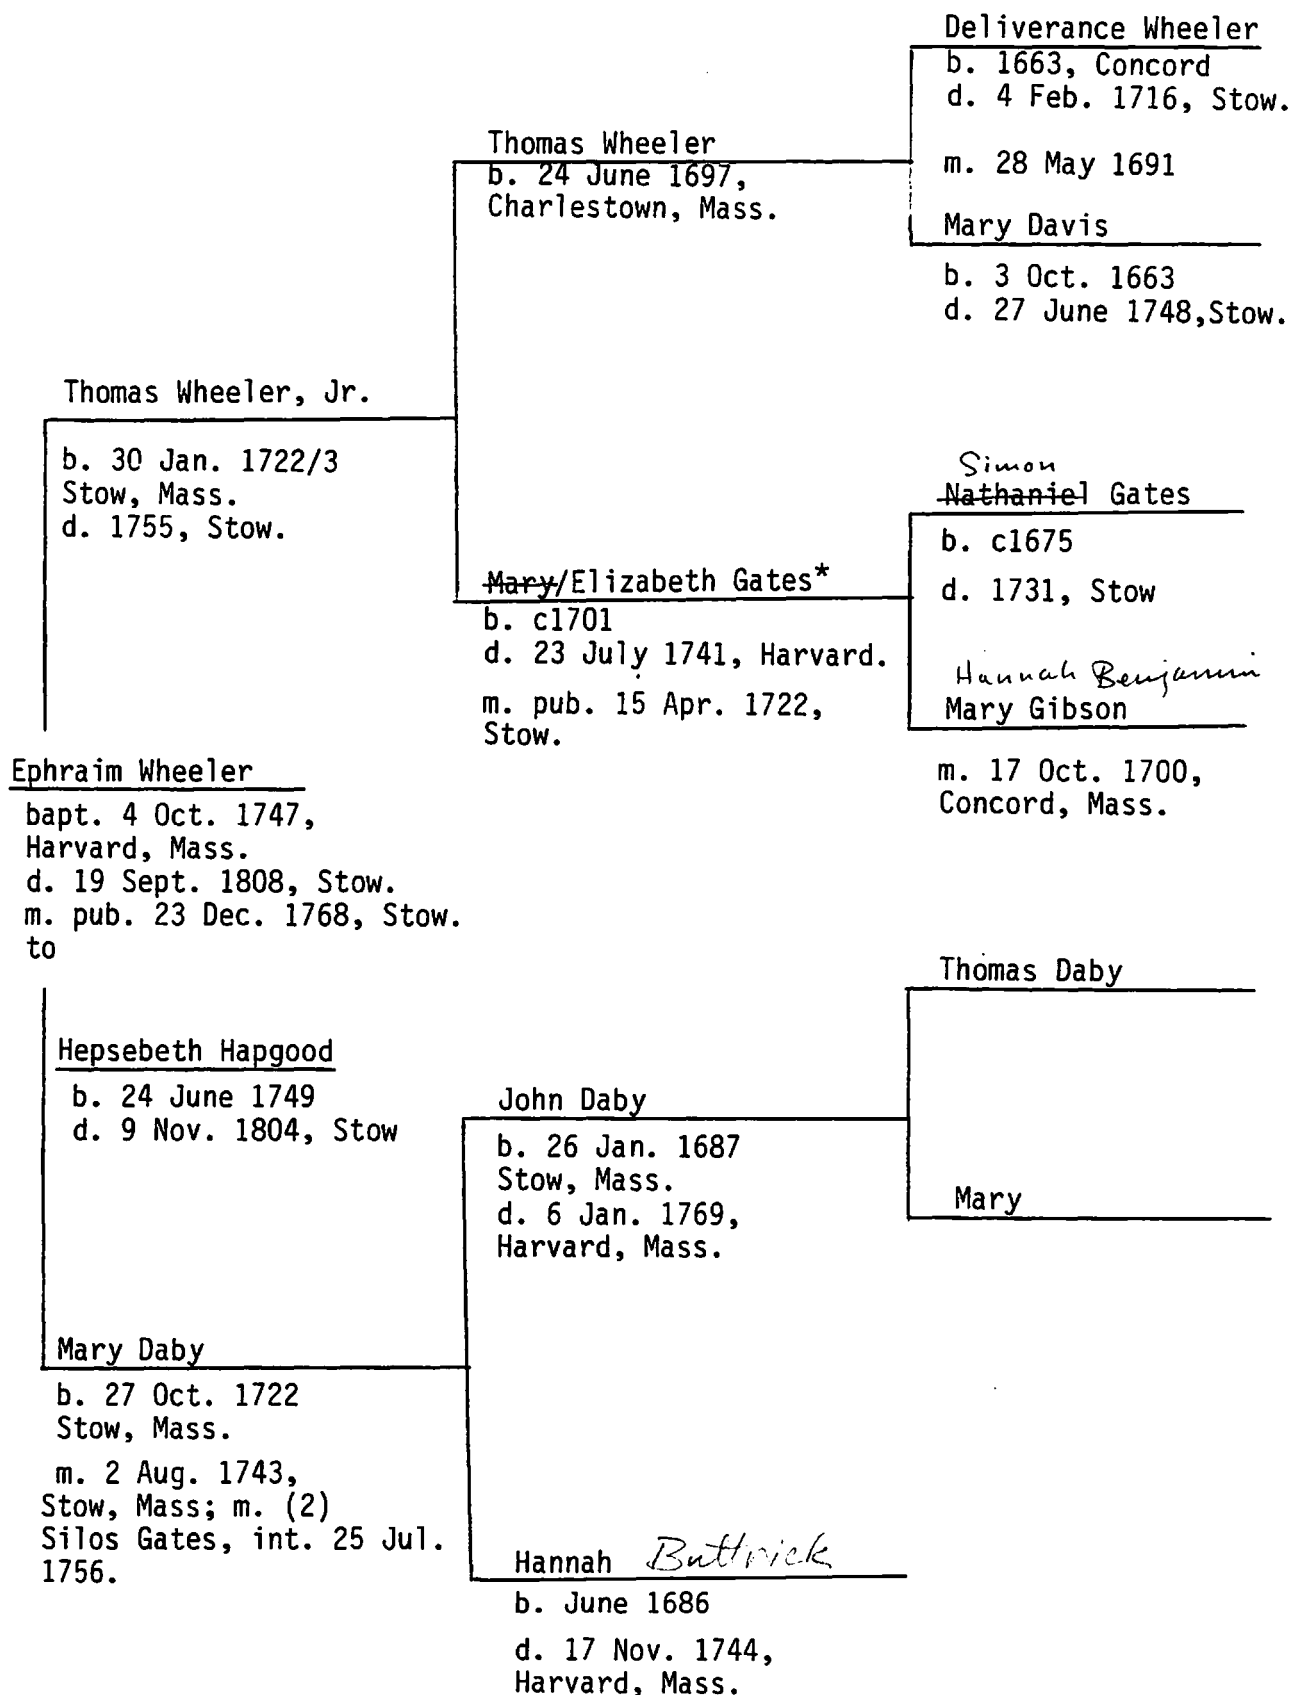 Deliverance Wheeler
b. 1663, Concord
d. 4 Feb. 1716, Stow.
m. 28 May 1691
Mary Davis
b. 3 Oct. 1663
d. 27 June 1748,Stow.
Thomas Wheeler
b. 24 June 1697,
Charlestown, Mass.
Thomas Wheeler, Jr.
b. 30 Jan. 1722/3
Stow, Mass.
d. 1755, Stow.
Simon
Nathaniel Gates
b. c1675
d. 1731, Stow
Hannah Benjamin
Mary Gibson
m. 17 Oct. 1700,
Concord, Mass.
Mary/Elizabeth Gates*
b. c1701
d. 23 July 1741, Harvard.
m. pub. 15 Apr. 1722,
Stow.
Ephraim Wheeler
bapt. 4 Oct. 1747,
Harvard, Mass.
d. 19 Sept. 1808, Stow.
m. pub. 23 Dec. 1768, Stow.
to
Hepsebeth Hapgood
b. 24 June 1749
d. 9 Nov. 1804, Stow
Thomas Daby
Mary
John Daby
b. 26 Jan. 1687
Stow, Mass.
d. 6 Jan. 1769,
Harvard, Mass.
Mary Daby
b. 27 Oct. 1722
Stow, Mass.
m. 2 Aug. 1743,
Stow, Mass; m. (2)
Silos Gates, int. 25 Jul.
1756.
Hannah Buttrick
b. June 1686
d. 17 Nov. 1744,
Harvard, Mass.